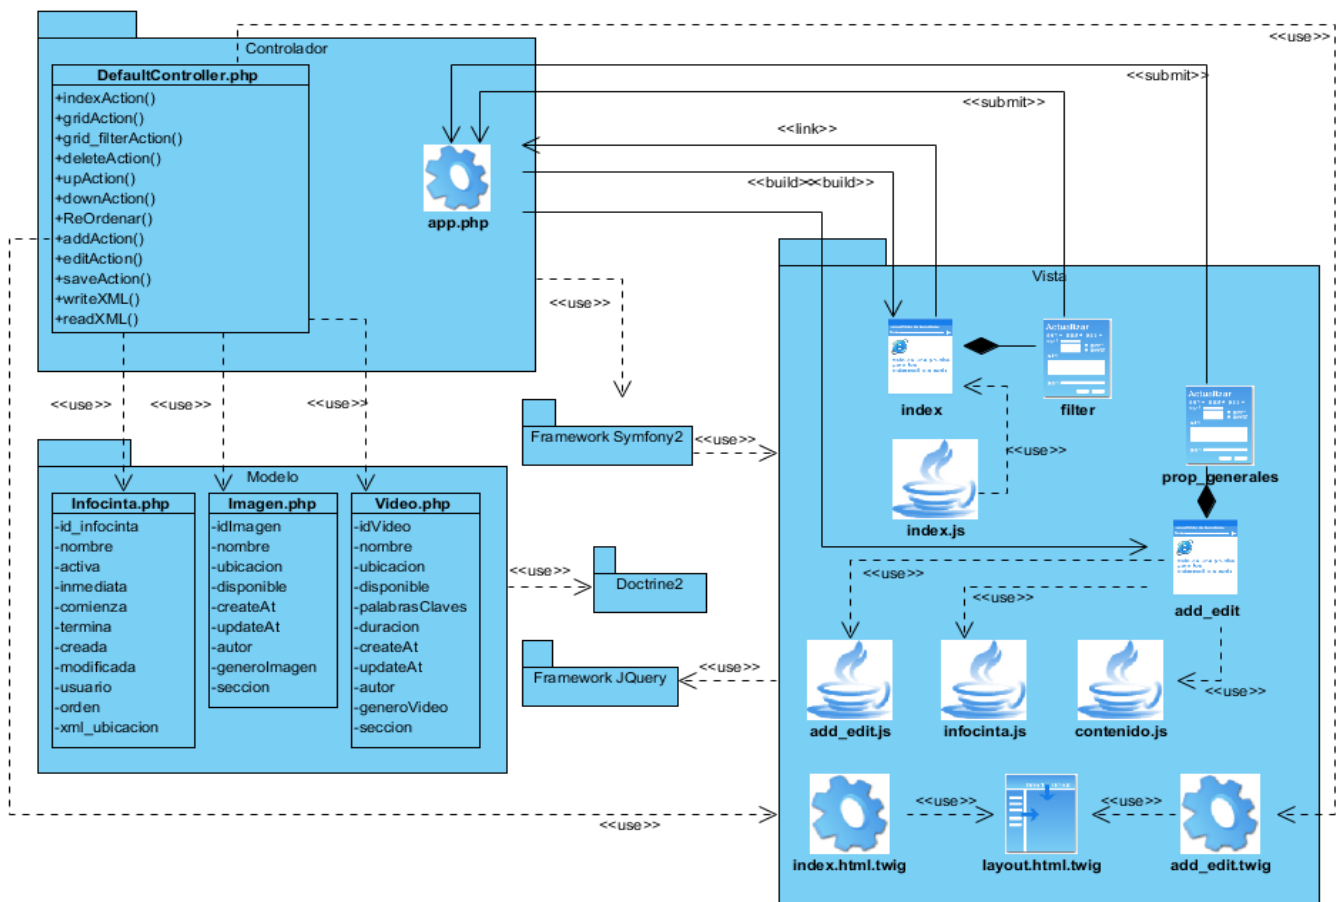 Controlador
DefaultController.php
+indexAction()
+gridAction()
+grid_filterAction()
+deleteAction()
+upAction()
+downAction()
+ReOrdenar()
+addAction()
+editAction()
+saveAction()
+writeXML()
+readXML()
app.php
<<use>>
<<submit>>
<<submit>>
<<link>>
<<build>>
<<build>>
<<use>>
<<use>>
<<use>>
<<use>>
Framework Symfony2
<<use>>
Modelo
Infocinta.php
-id_infocinta
-nombre
-activa
-inmediata
-comienza
-termina
-creada
-modificada
-usuario
-orden
-xml_ubicacion
Imagen.php
-idImagen
-nombre
-ubicacion
-disponible
-createAt
-updateAt
-autor
-generoImagen
-seccion
Video.php
-idVideo
-nombre
-ubicacion
-disponible
-palabrasClaves
-duracion
-createAt
-updateAt
-autor
-generoVideo
-seccion
<<use>>
Doctrine2
Framework JQuery
<<use>>
<<use>>
Vista
index
Actualizar
filter
Actualizar
prop_generales
<<use>>
index.js
add_edit
<<use>>
<<use>>
<<use>>
add_edit.js
infocinta.js
contenido.js
<<use>>
<<use>>
index.html.twig
layout.html.twig
add_edit.twig